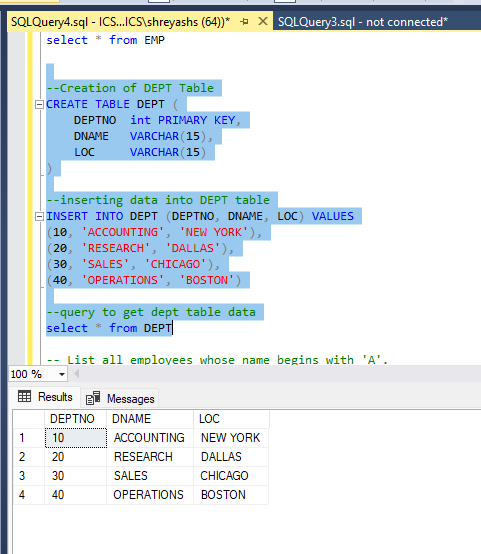 SQLQuery4.sql - ICS...ICS\shreyashs (64))* SQLQuery3.sql - not connected*
select * from EMP
--Creation of DEPT Table
CREATE TABLE DEPT (
DEPTNO int PRIMARY KEY,
DNAME VARCHAR(15),
LOC VARCHAR(15)
)
--inserting data into DEPT table
INSERT INTO DEPT (DEPTNO, DNAME, LOC) VALUES
(10, 'ACCOUNTING', 'NEW YORK'),
(20, 'RESEARCH', 'DALLAS'),
(30, 'SALES', 'CHICAGO'),
(40, 'OPERATIONS', 'BOSTON')
--query to get dept table data
select * from DEPT
-- List all employees whose name begins with 'A'.
100 %
Results Messages
DEPTNO DNAME LOC
1 10 ACCOUNTING NEW YORK
2 20 RESEARCH DALLAS
3 30 SALES CHICAGO
4 40 OPERATIONS BOSTON